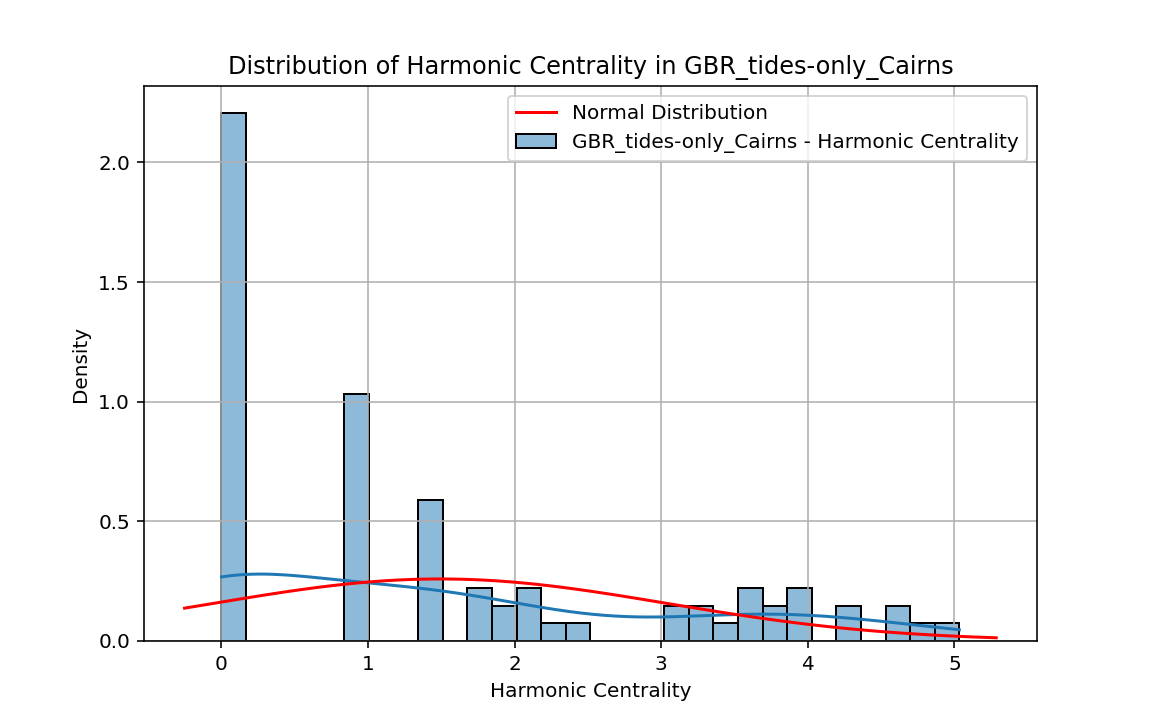 Distribution of Harmonic Centrality in GBR_tides-only_Cairns
Normal Distribution
GBR_tides-only_Cairns - Harmonic Centrality
2.0
1.5
1.0
0.5
0.0
Density
0 1 2 3 4 5
Harmonic Centrality